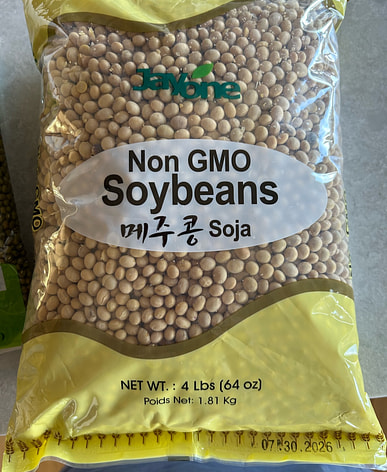 Jayone
Non GMO
Soybeans
메주콩 Soja
NET WT. : 4 Lbs (64 oz)
Poids Net: 1.81 Kg
07.30.2026